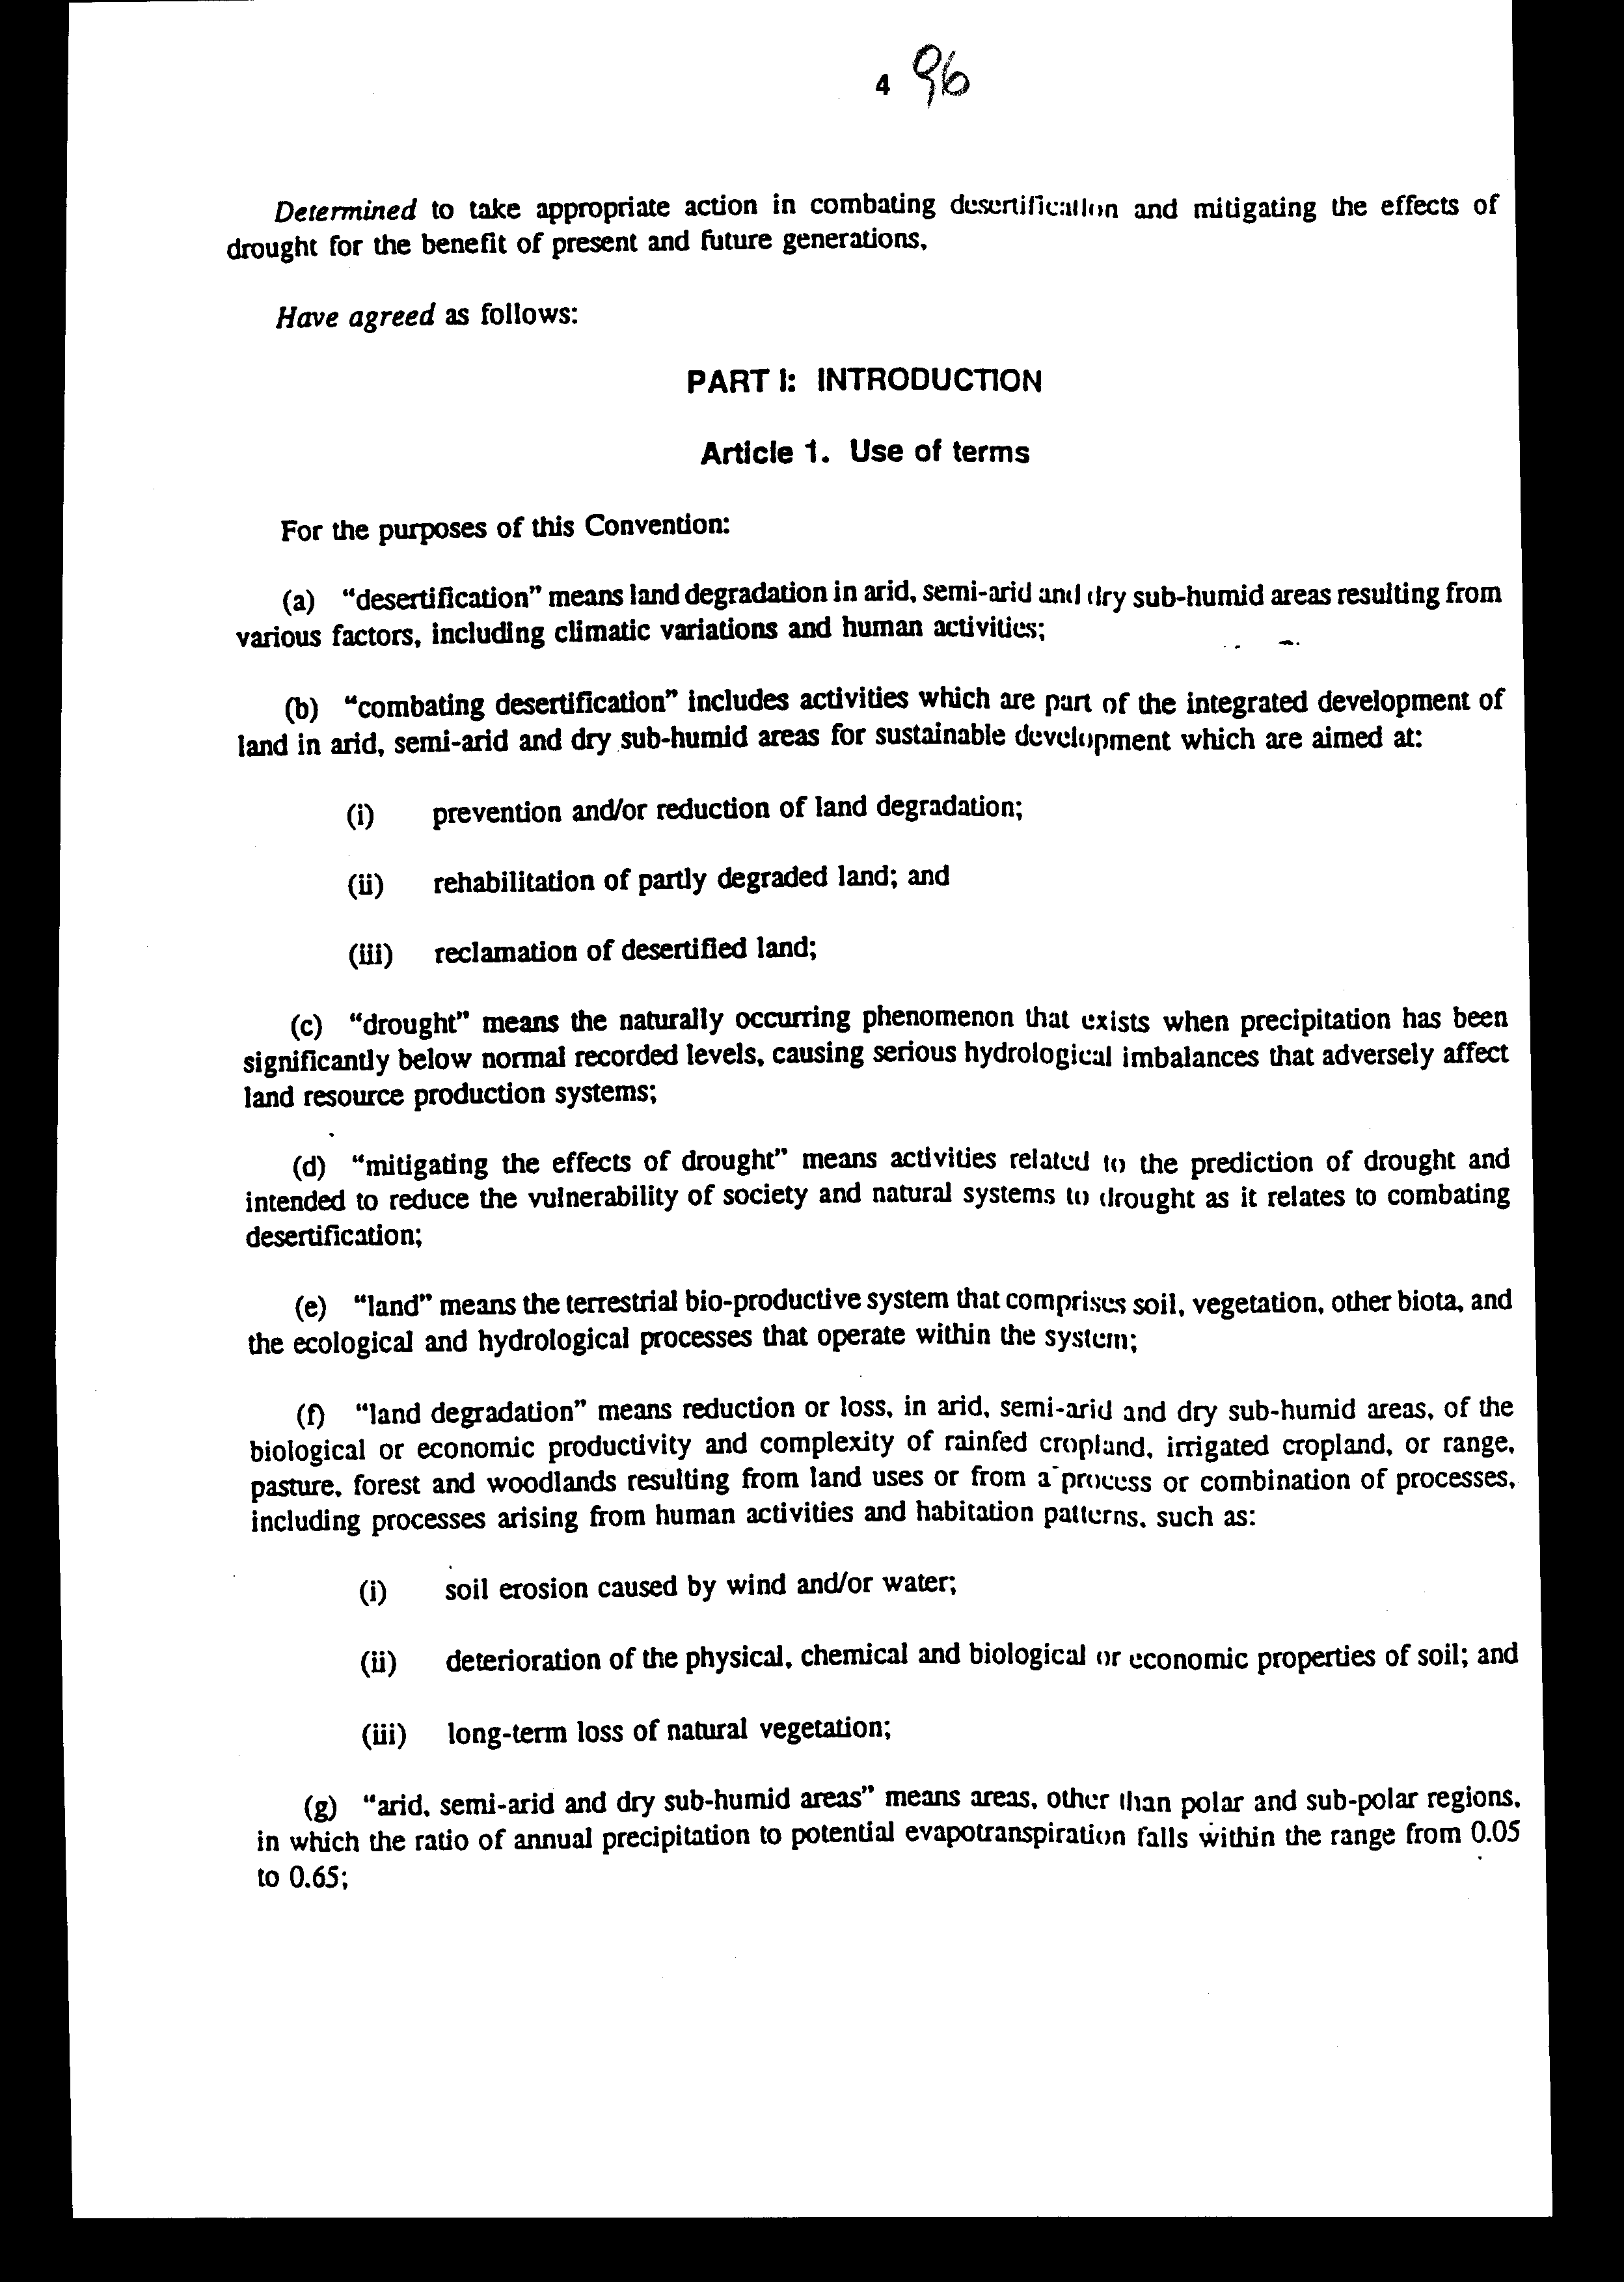 4 96
Determined to take appropriate action in combating desertification and mitigating the effects of
drought for the benefit of present and future generations,
Have agreed as follows:
PART I: INTRODUCTION
Article 1. Use of terms
For the purposes of this Convention:
(a) “desertification” means land degradation in arid, semi-arid and dry sub-humid areas resulting from
various factors, including climatic variations and human activities;
(b) “combating desertification” includes activities which are part of the integrated development of
land in arid, semi-arid and dry sub-humid areas for sustainable development which are aimed at:
(i) prevention and/or reduction of land degradation;
(ii) rehabilitation of partly degraded land; and
(iii) reclamation of desertified land;
(c) “drought” means the naturally occurring phenomenon that exists when precipitation has been
significantly below normal recorded levels, causing serious hydrological imbalances that adversely affect
land resource production systems;
(d) “mitigating the effects of drought” means activities related to the prediction of drought and
intended to reduce the vulnerability of society and natural systems to drought as it relates to combating
desertification;
(e) “land” means the terrestrial bio-productive system that comprises soil, vegetation, other biota, and
the ecological and hydrological processes that operate within the system;
(f) “land degradation” means reduction or loss, in arid, semi-arid and dry sub-humid areas, of the
biological or economic productivity and complexity of rainfed cropland, irrigated cropland, or range,
pasture, forest and woodlands resulting from land uses or from a process or combination of processes,
including processes arising from human activities and habitation patterns, such as:
(i) soil erosion caused by wind and/or water;
(ii) deterioration of the physical, chemical and biological or economic properties of soil; and
(iii) long-term loss of natural vegetation;
(g) “arid, semi-arid and dry sub-humid areas” means areas, other than polar and sub-polar regions,
in which the ratio of annual precipitation to potential evapotranspiration falls within the range from 0.05
to 0.65;